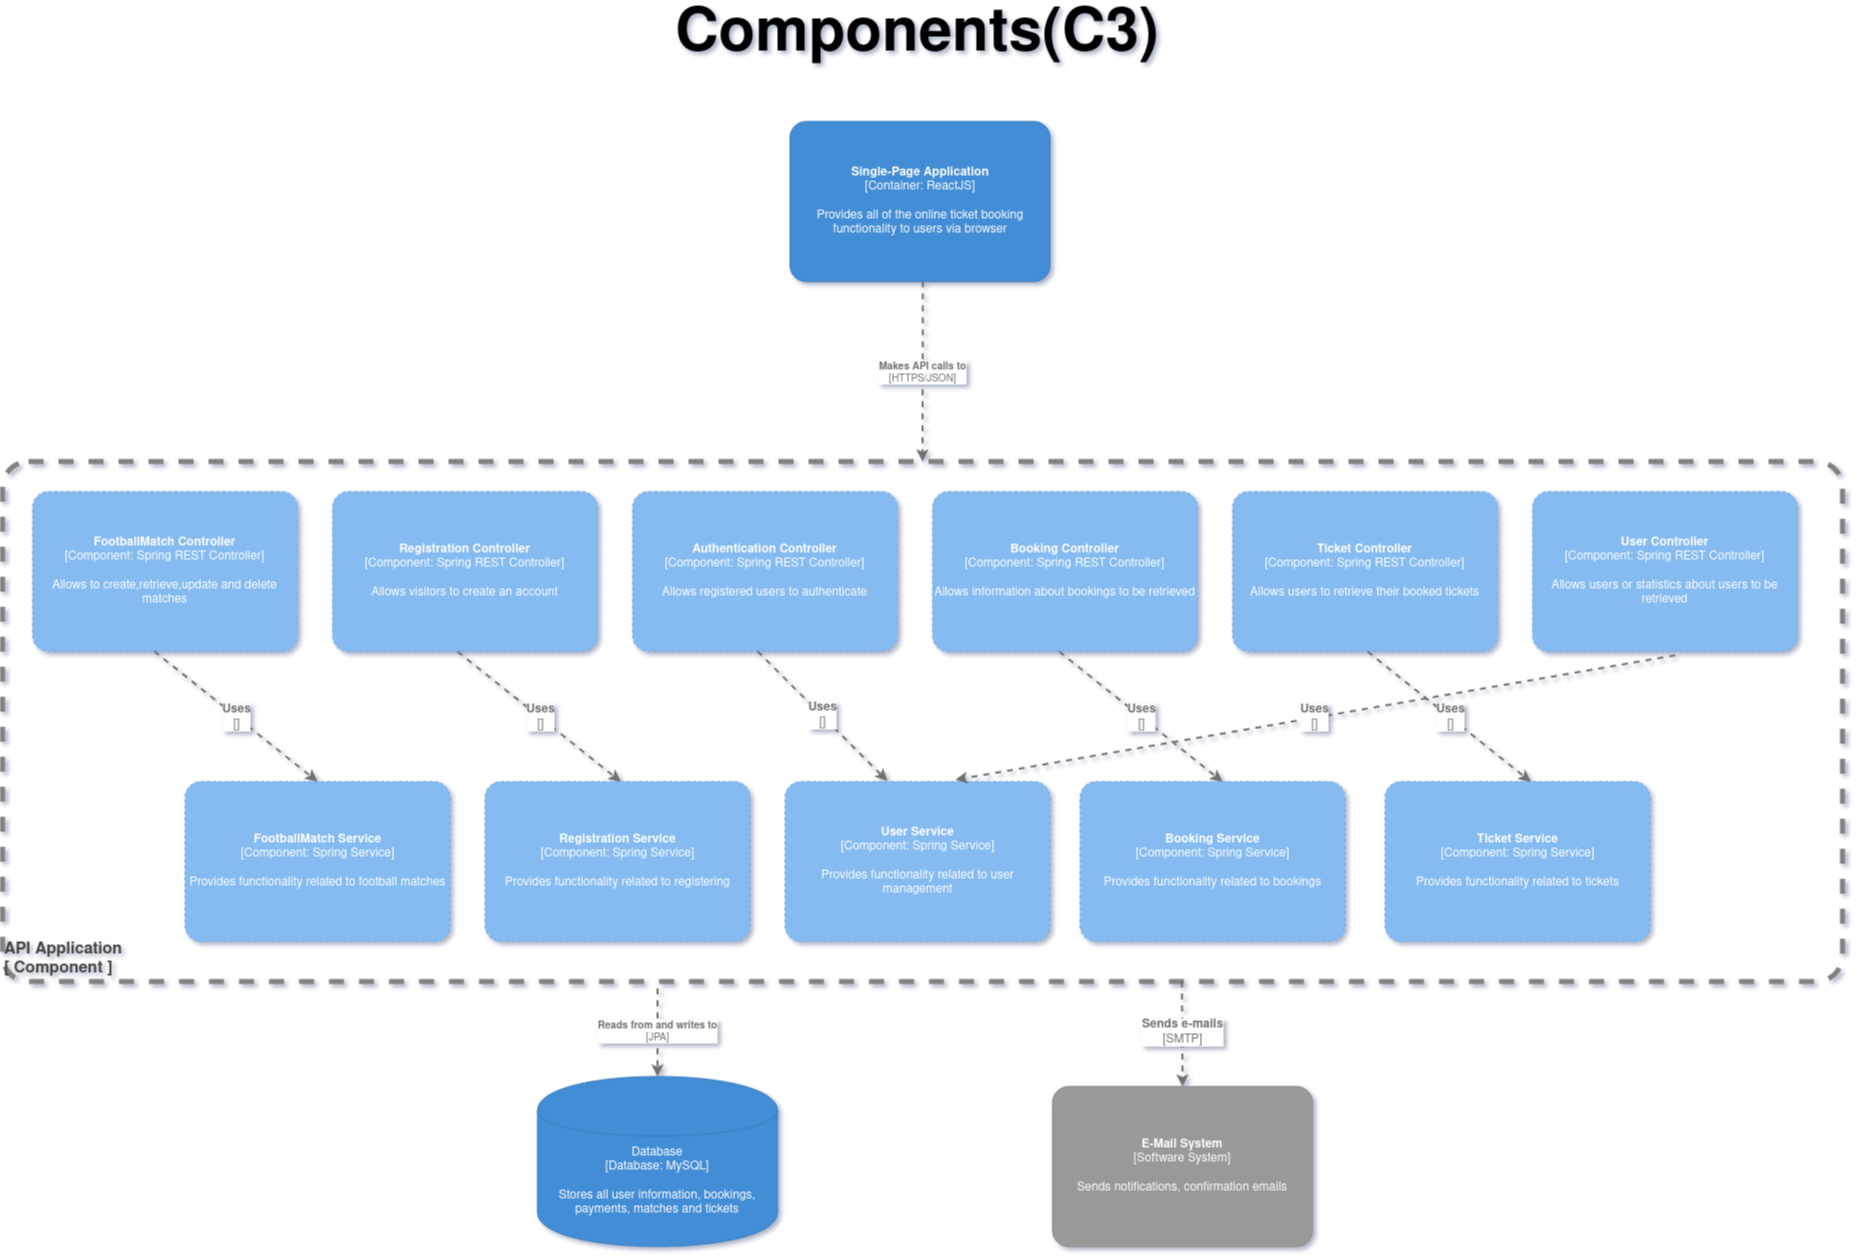 Components(C3)
Single-Page Application
[Container: ReactJS]
Provides all of the online ticket booking
functionality to users via browser
Makes API calls to
[HTTPS/JSON]
FootballMatch Controller
[Component: Spring REST Controller]
Allows to create,retrieve,update and delete
matches
Registration Controller
[Component: Spring REST Controller]
Allows visitors to create an account
Authentication Controller
[Component: Spring REST Controller]
Allows registered users to authenticate
Booking Controller
[Component: Spring REST Controller]
Allows information about bookings to be retrieved
Ticket Controller
[Component: Spring REST Controller]
Allows users to retrieve their booked tickets
User Controller
[Component: Spring REST Controller]
Allows users or statistics about users to be
retrieved
Uses
[]
Uses
[]
Uses
[]
Uses
[]
Uses
[]
Uses
[]
FootballMatch Service
[Component: Spring Service]
Provides functionality related to football matches
Registration Service
[Component: Spring Service]
Provides functionality related to registering
User Service
[Component: Spring Service]
Provides functionality related to user
management
Booking Service
[Component: Spring Service]
Provides functionality related to bookings
Ticket Service
[Component: Spring Service]
Provides functionality related to tickets
API Application
[ Component ]
Reads from and writes to
[JPA]
Sends e-mails
[SMTP]
Database
[Database: MySQL]
Stores all user information, bookings,
payments, matches and tickets
E-Mail System
[Software System]
Sends notifications, confirmation emails